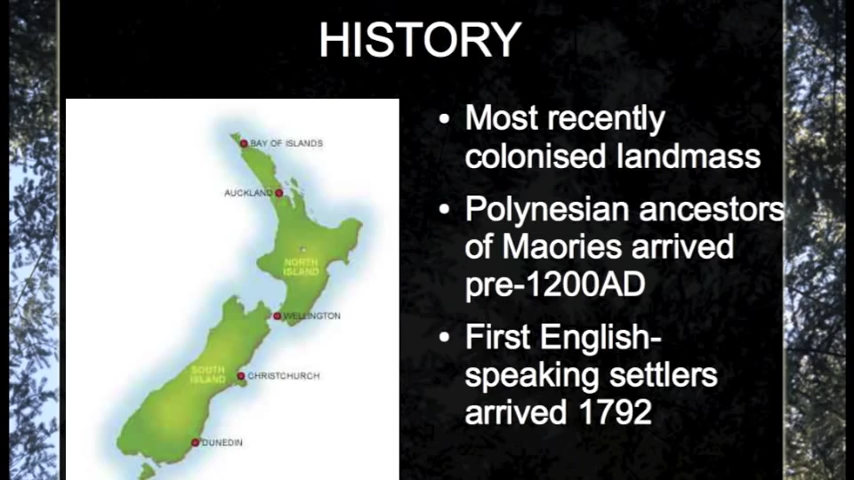 HISTORY
BAY OF ISLANDS
AUCKLAND
NORTH
ISLAND
WELLINGTON
SOUTH
ISLAND
CHRISTCHURCH
DUNEDIN
• Most recently
colonised landmass
• Polynesian ancestors
of Maories arrived
pre-1200AD
• First English-
speaking settlers
arrived 1792